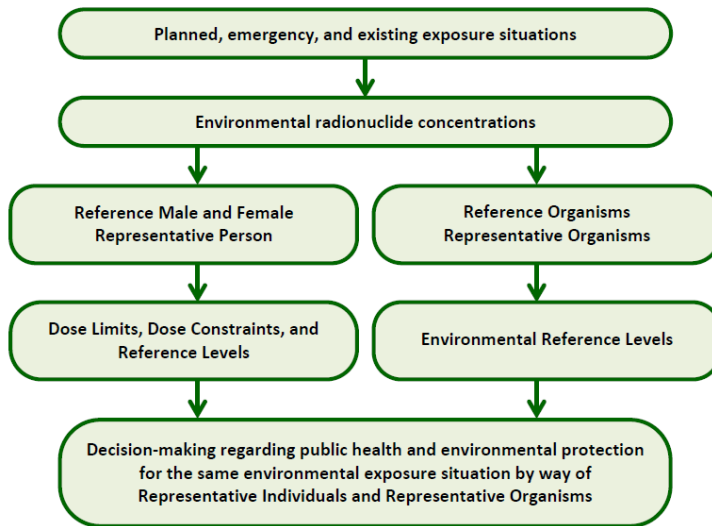 Planned, emergency, and existing exposure situations
Environmental radionuclide concentrations
Reference Male and Female
Representative Person
Reference Organisms
Representative Organisms
Dose Limits, Dose Constraints, and
Reference Levels
Environmental Reference Levels
Decision-making regarding public health and environmental protection
for the same environmental exposure situation by way of
Representative Individuals and Representative Organisms